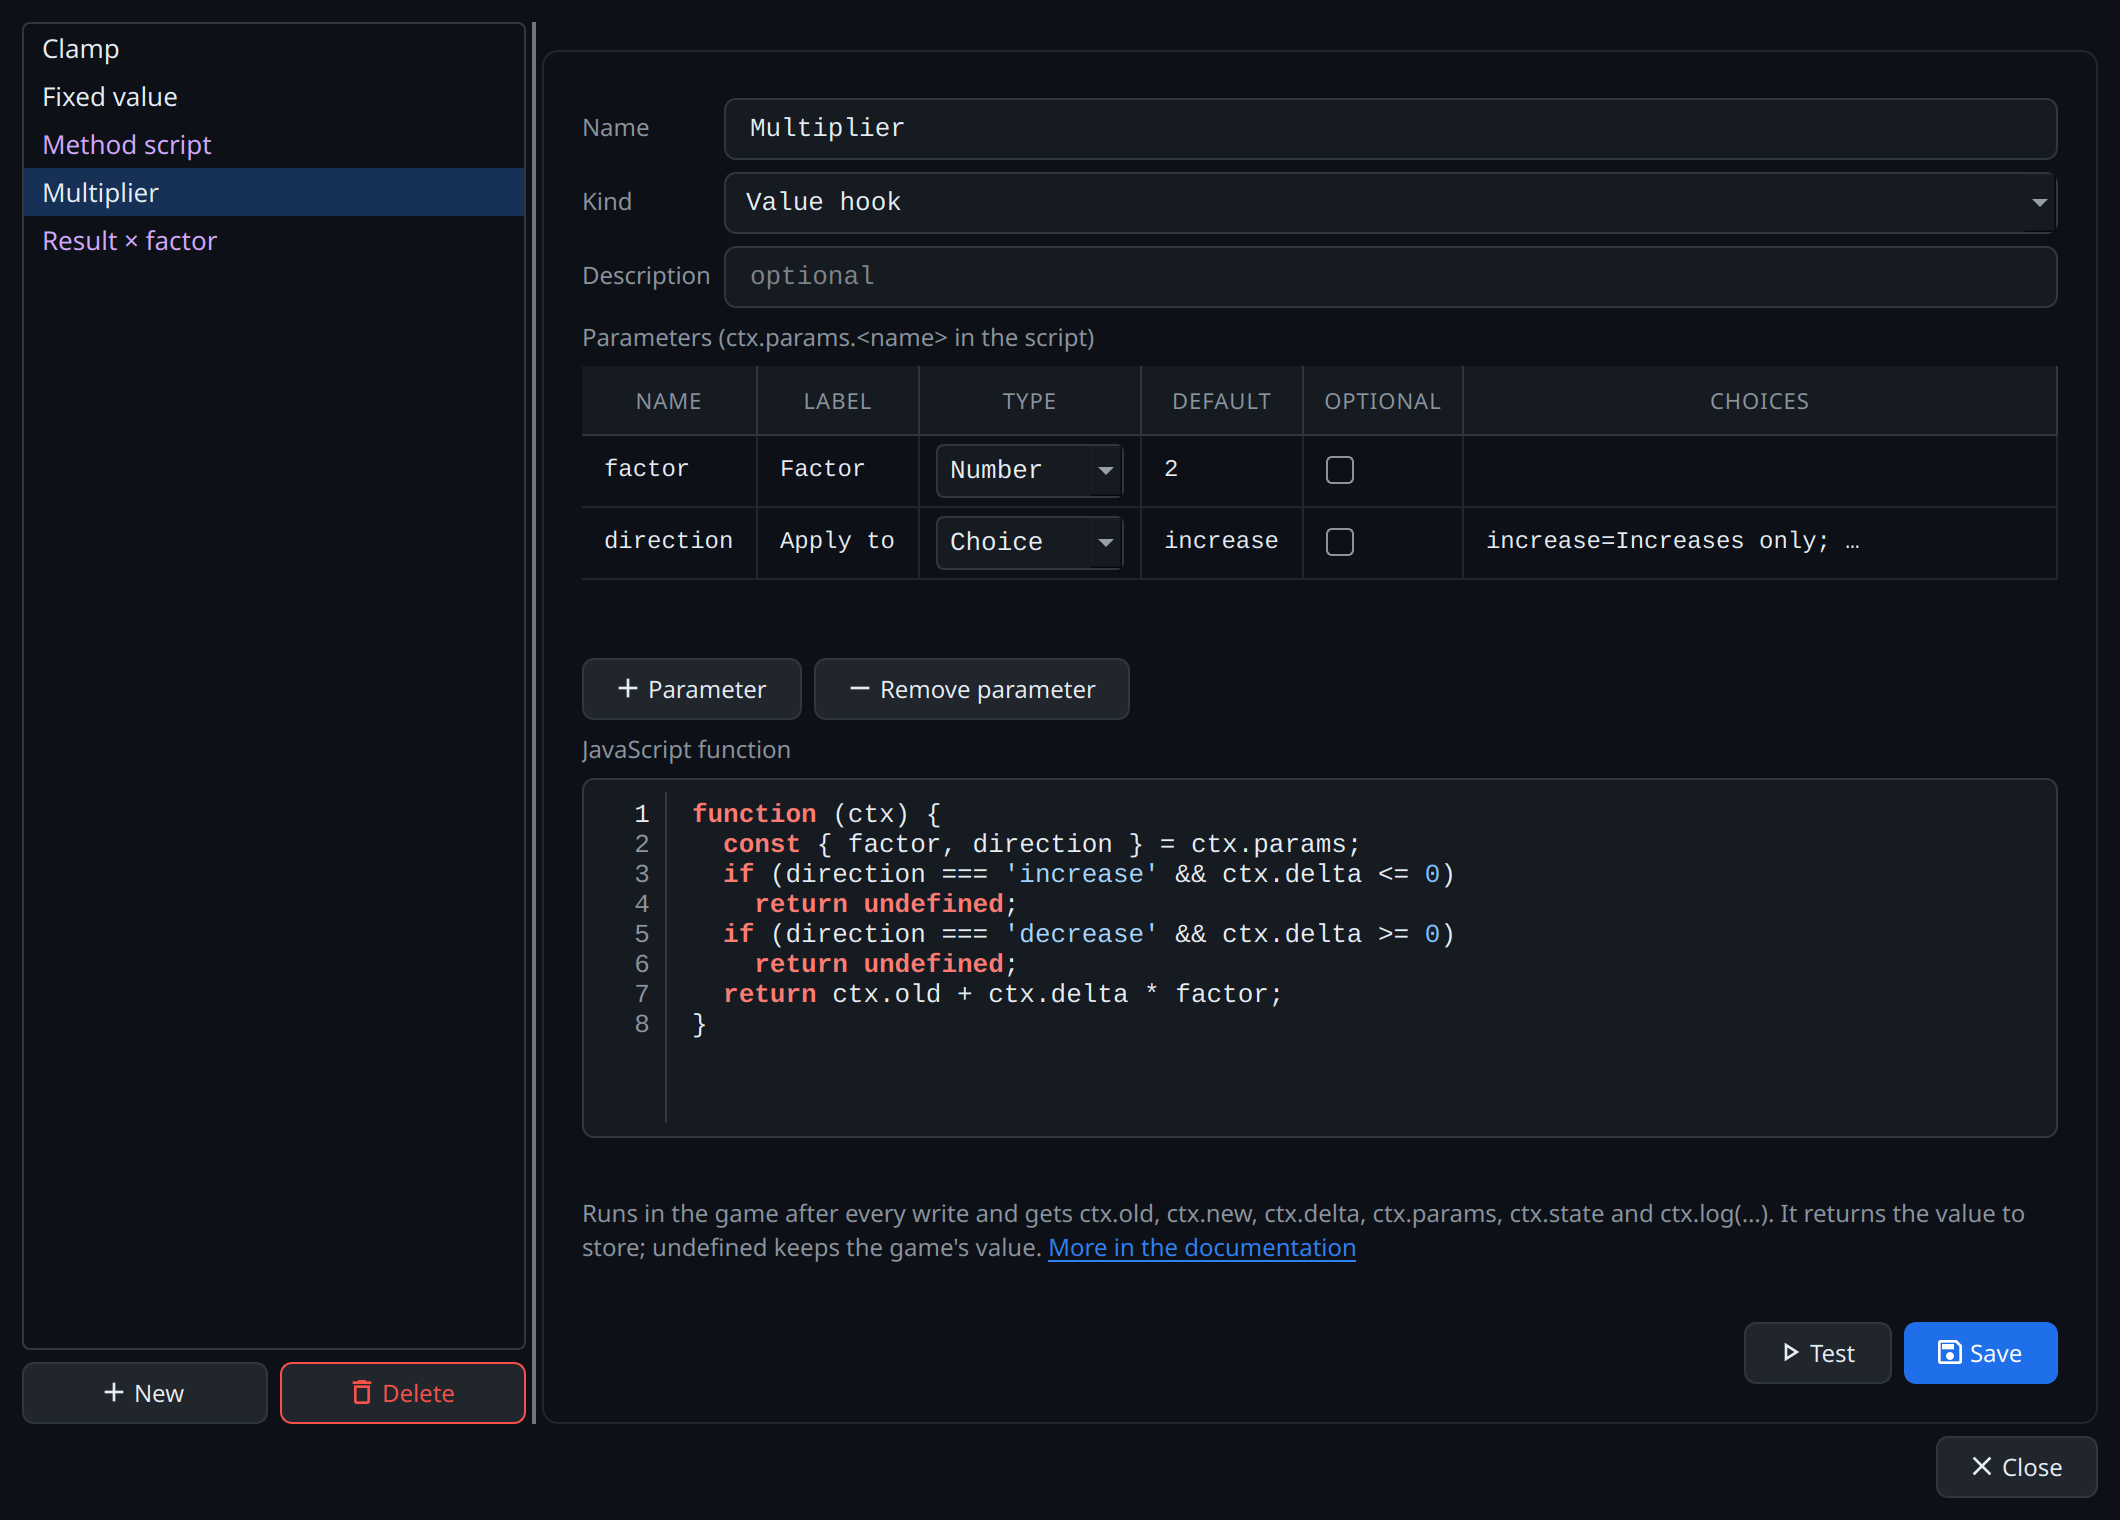 Clamp
Fixed value
Method script
Multiplier
Result × factor
New
Delete
Name
Multiplier
Kind
Value hook
Description
optional
Parameters (ctx.params.<name> in the script)
NAME LABEL TYPE DEFAULT OPTIONAL CHOICES
factor Factor Number 2
direction Apply to Choice increase increase=Increases only; …
+ Parameter
− Remove parameter
JavaScript function
1 function (ctx) {
2   const { factor, direction } = ctx.params;
3   if (direction === 'increase' && ctx.delta <= 0)
4     return undefined;
5   if (direction === 'decrease' && ctx.delta >= 0)
6     return undefined;
7   return ctx.old + ctx.delta * factor;
8 }
Runs in the game after every write and gets ctx.old, ctx.new, ctx.delta, ctx.params, ctx.state and ctx.log(...). It returns the value to
store; undefined keeps the game's value. More in the documentation
Test
Save
Close